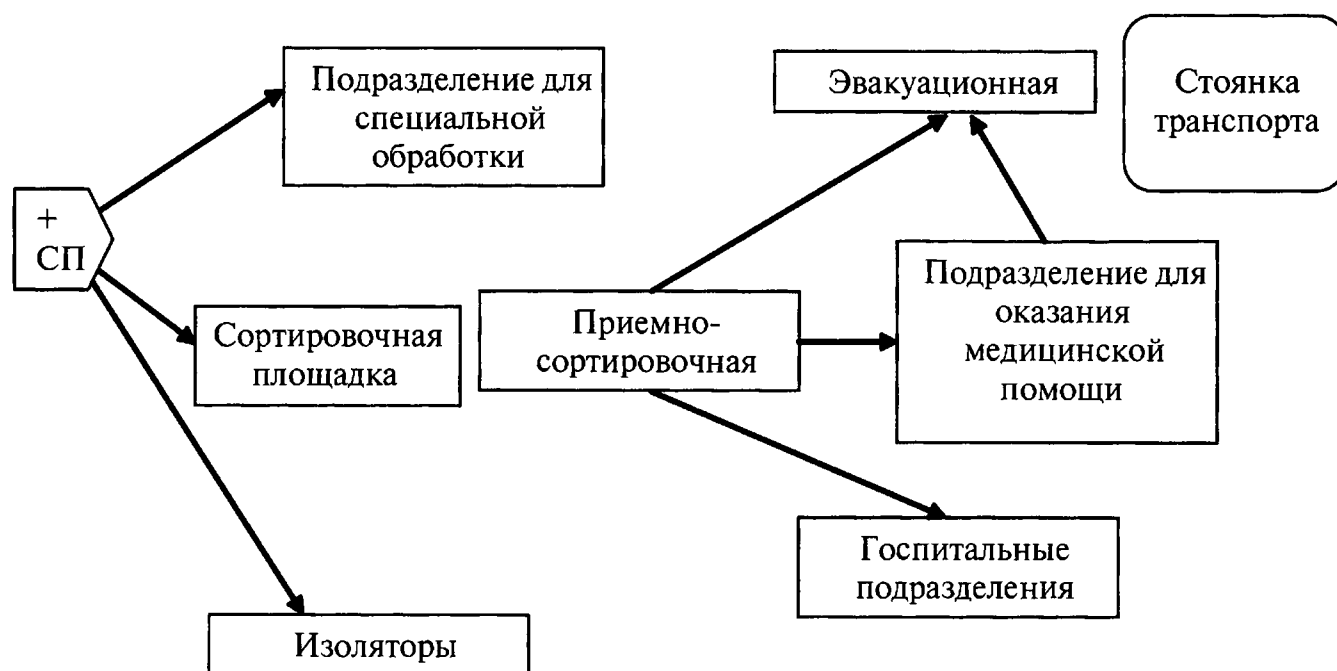 Подразделение для
специальной
обработки
Эвакуационная
Стоянка
транспорта
+
СП
Сортировочная
площадка
Приемно-
сортировочная
Подразделение для
оказания
медицинской
помощи
Госпитальные
подразделения
Изоляторы